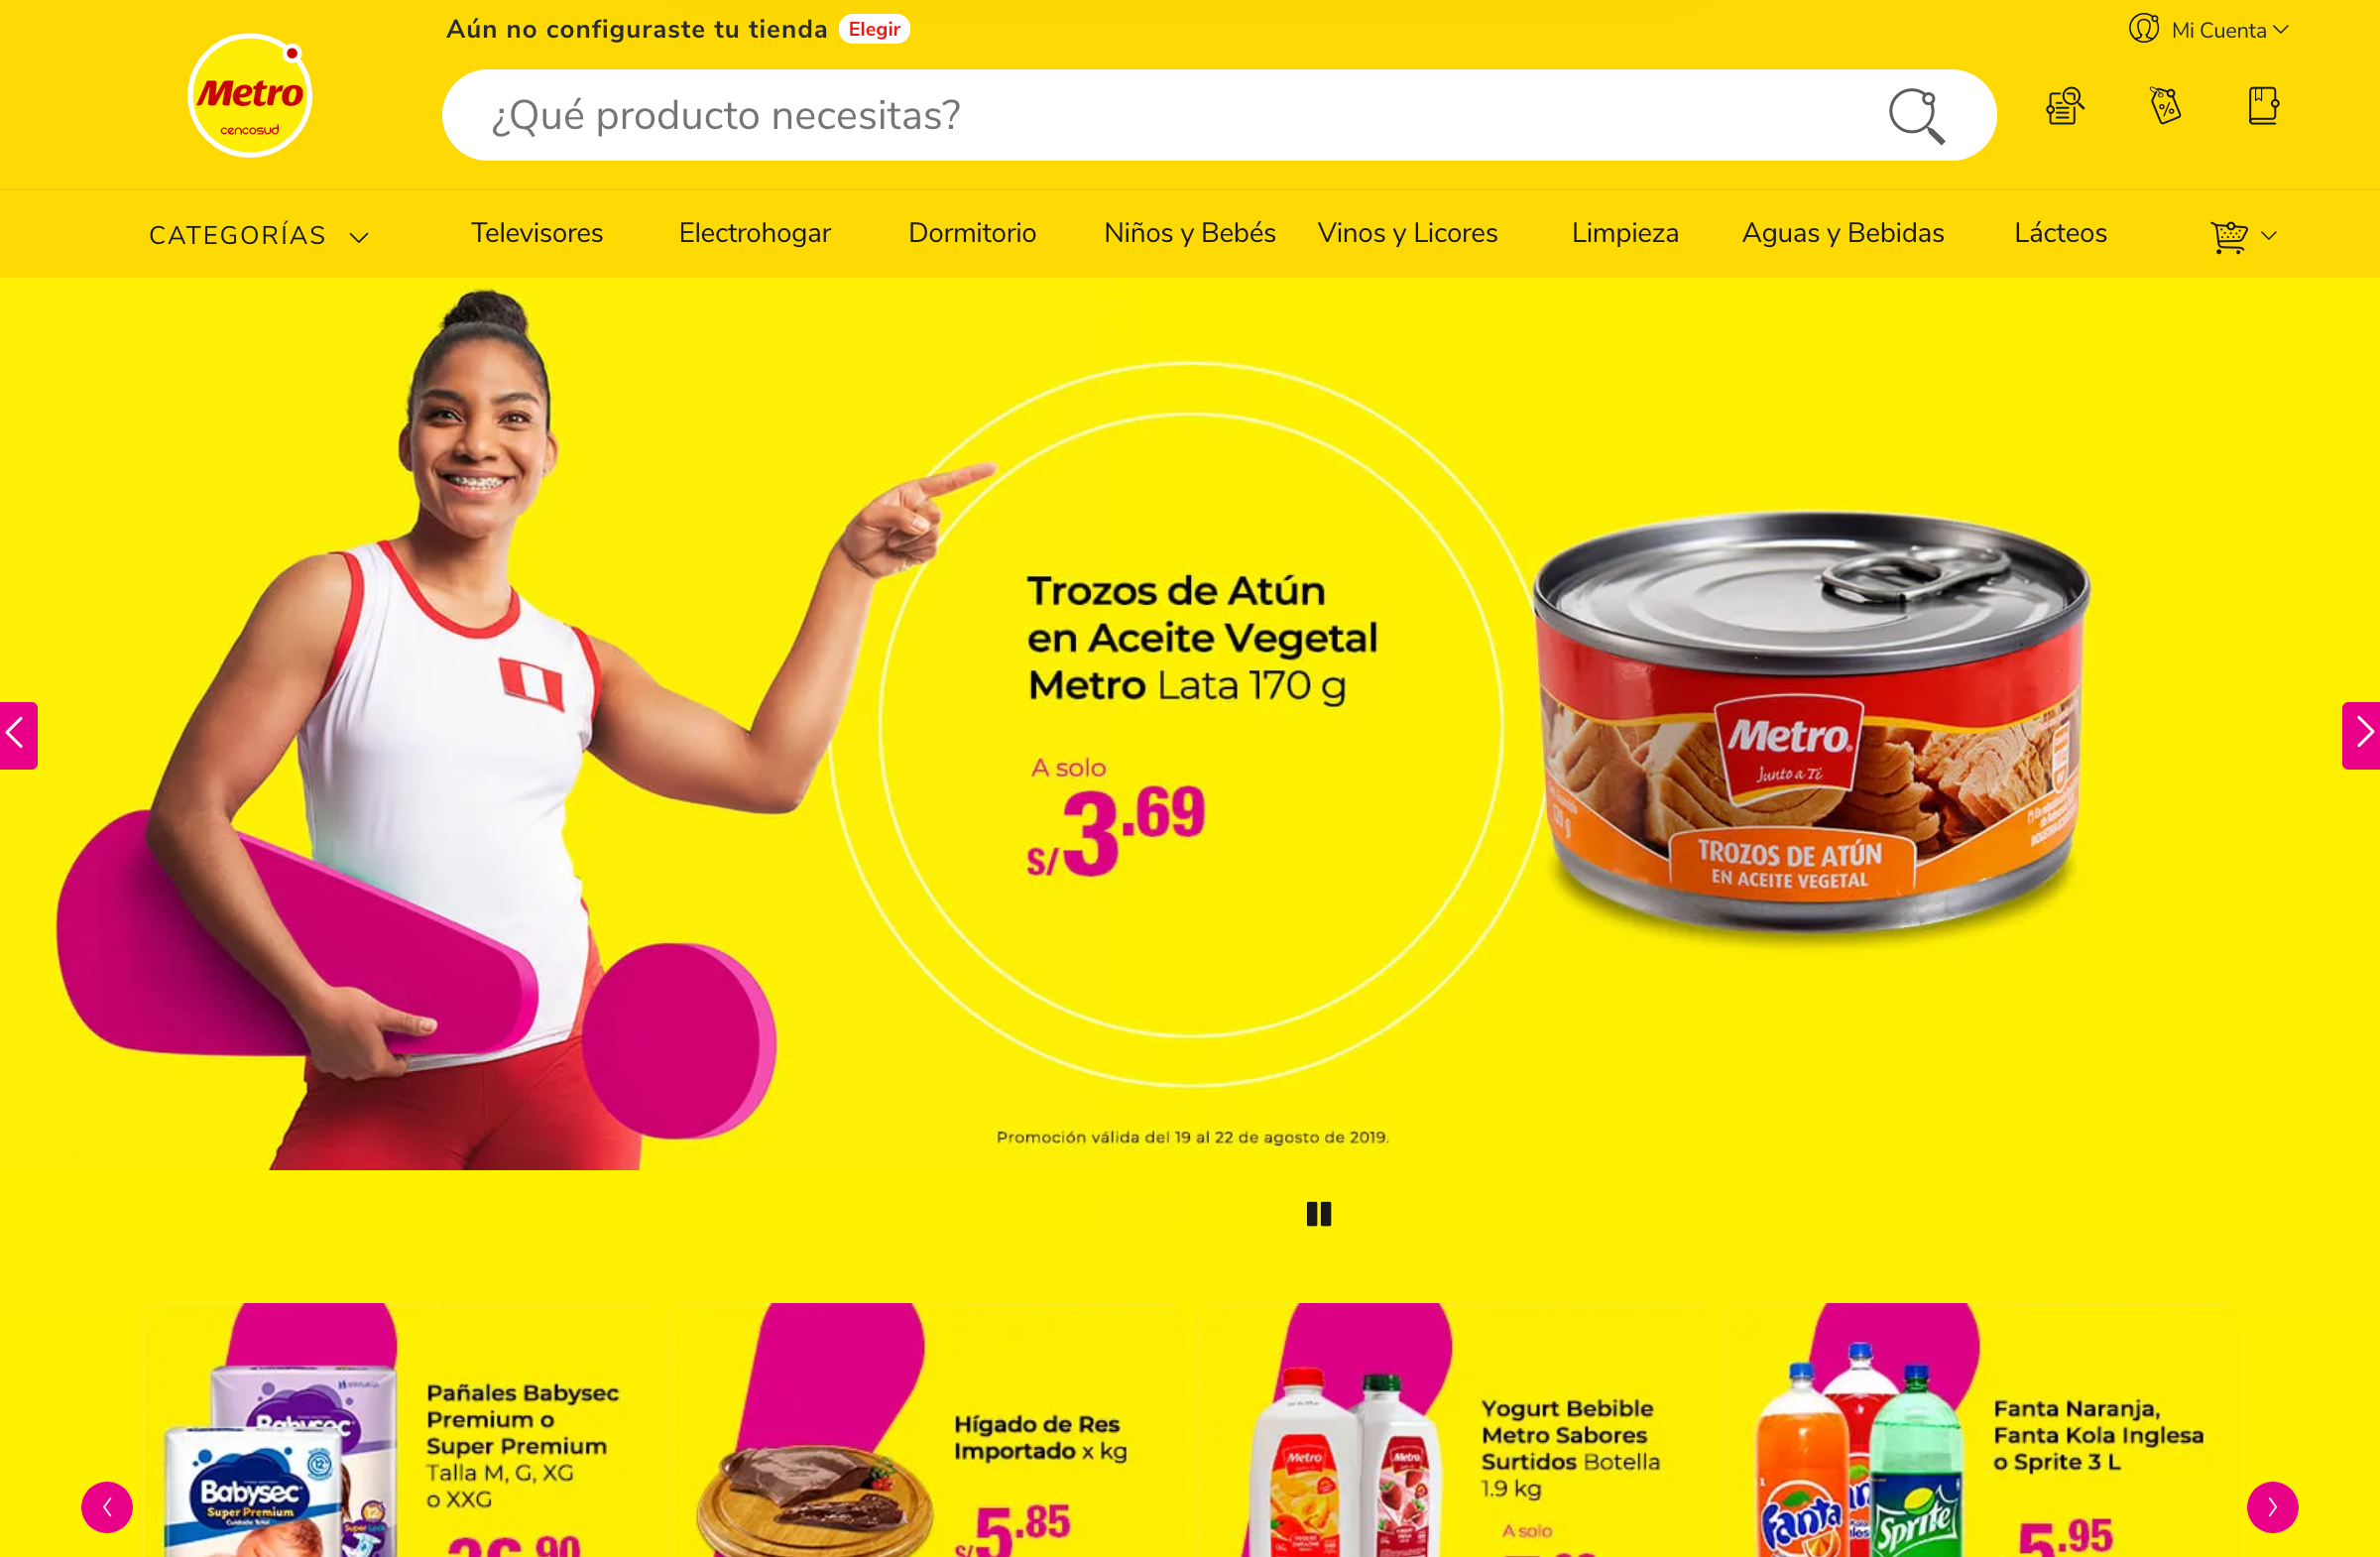 Aún no configuraste tu tienda Elegir
Mi Cuenta
Metro
cencosud
¿Qué producto necesitas?
CATEGORÍAS
Televisores
Electrohogar
Dormitorio
Niños y Bebés
Vinos y Licores
Limpieza
Aguas y Bebidas
Lácteos
Trozos de Atún
en Aceite Vegetal
Metro Lata 170 g
A solo
S/3.69
Metro
Junto a Ti
TROZOS DE ATÚN
EN ACEITE VEGETAL
Promoción válida del 19 al 22 de agosto de 2019.
Babysec
Babysec
Super Premium
Cuidado Total
Pañales Babysec
Premium o
Super Premium
Talla M, G, XG
o XXG
Hígado de Res
Importado x kg
S/5.85
Metro
Metro
Yogurt Bebible
Metro Sabores
Surtidos Botella
1.9 kg
A solo
Fanta
Sprite
Fanta Naranja,
Fanta Kola Inglesa
o Sprite 3 L
5.95